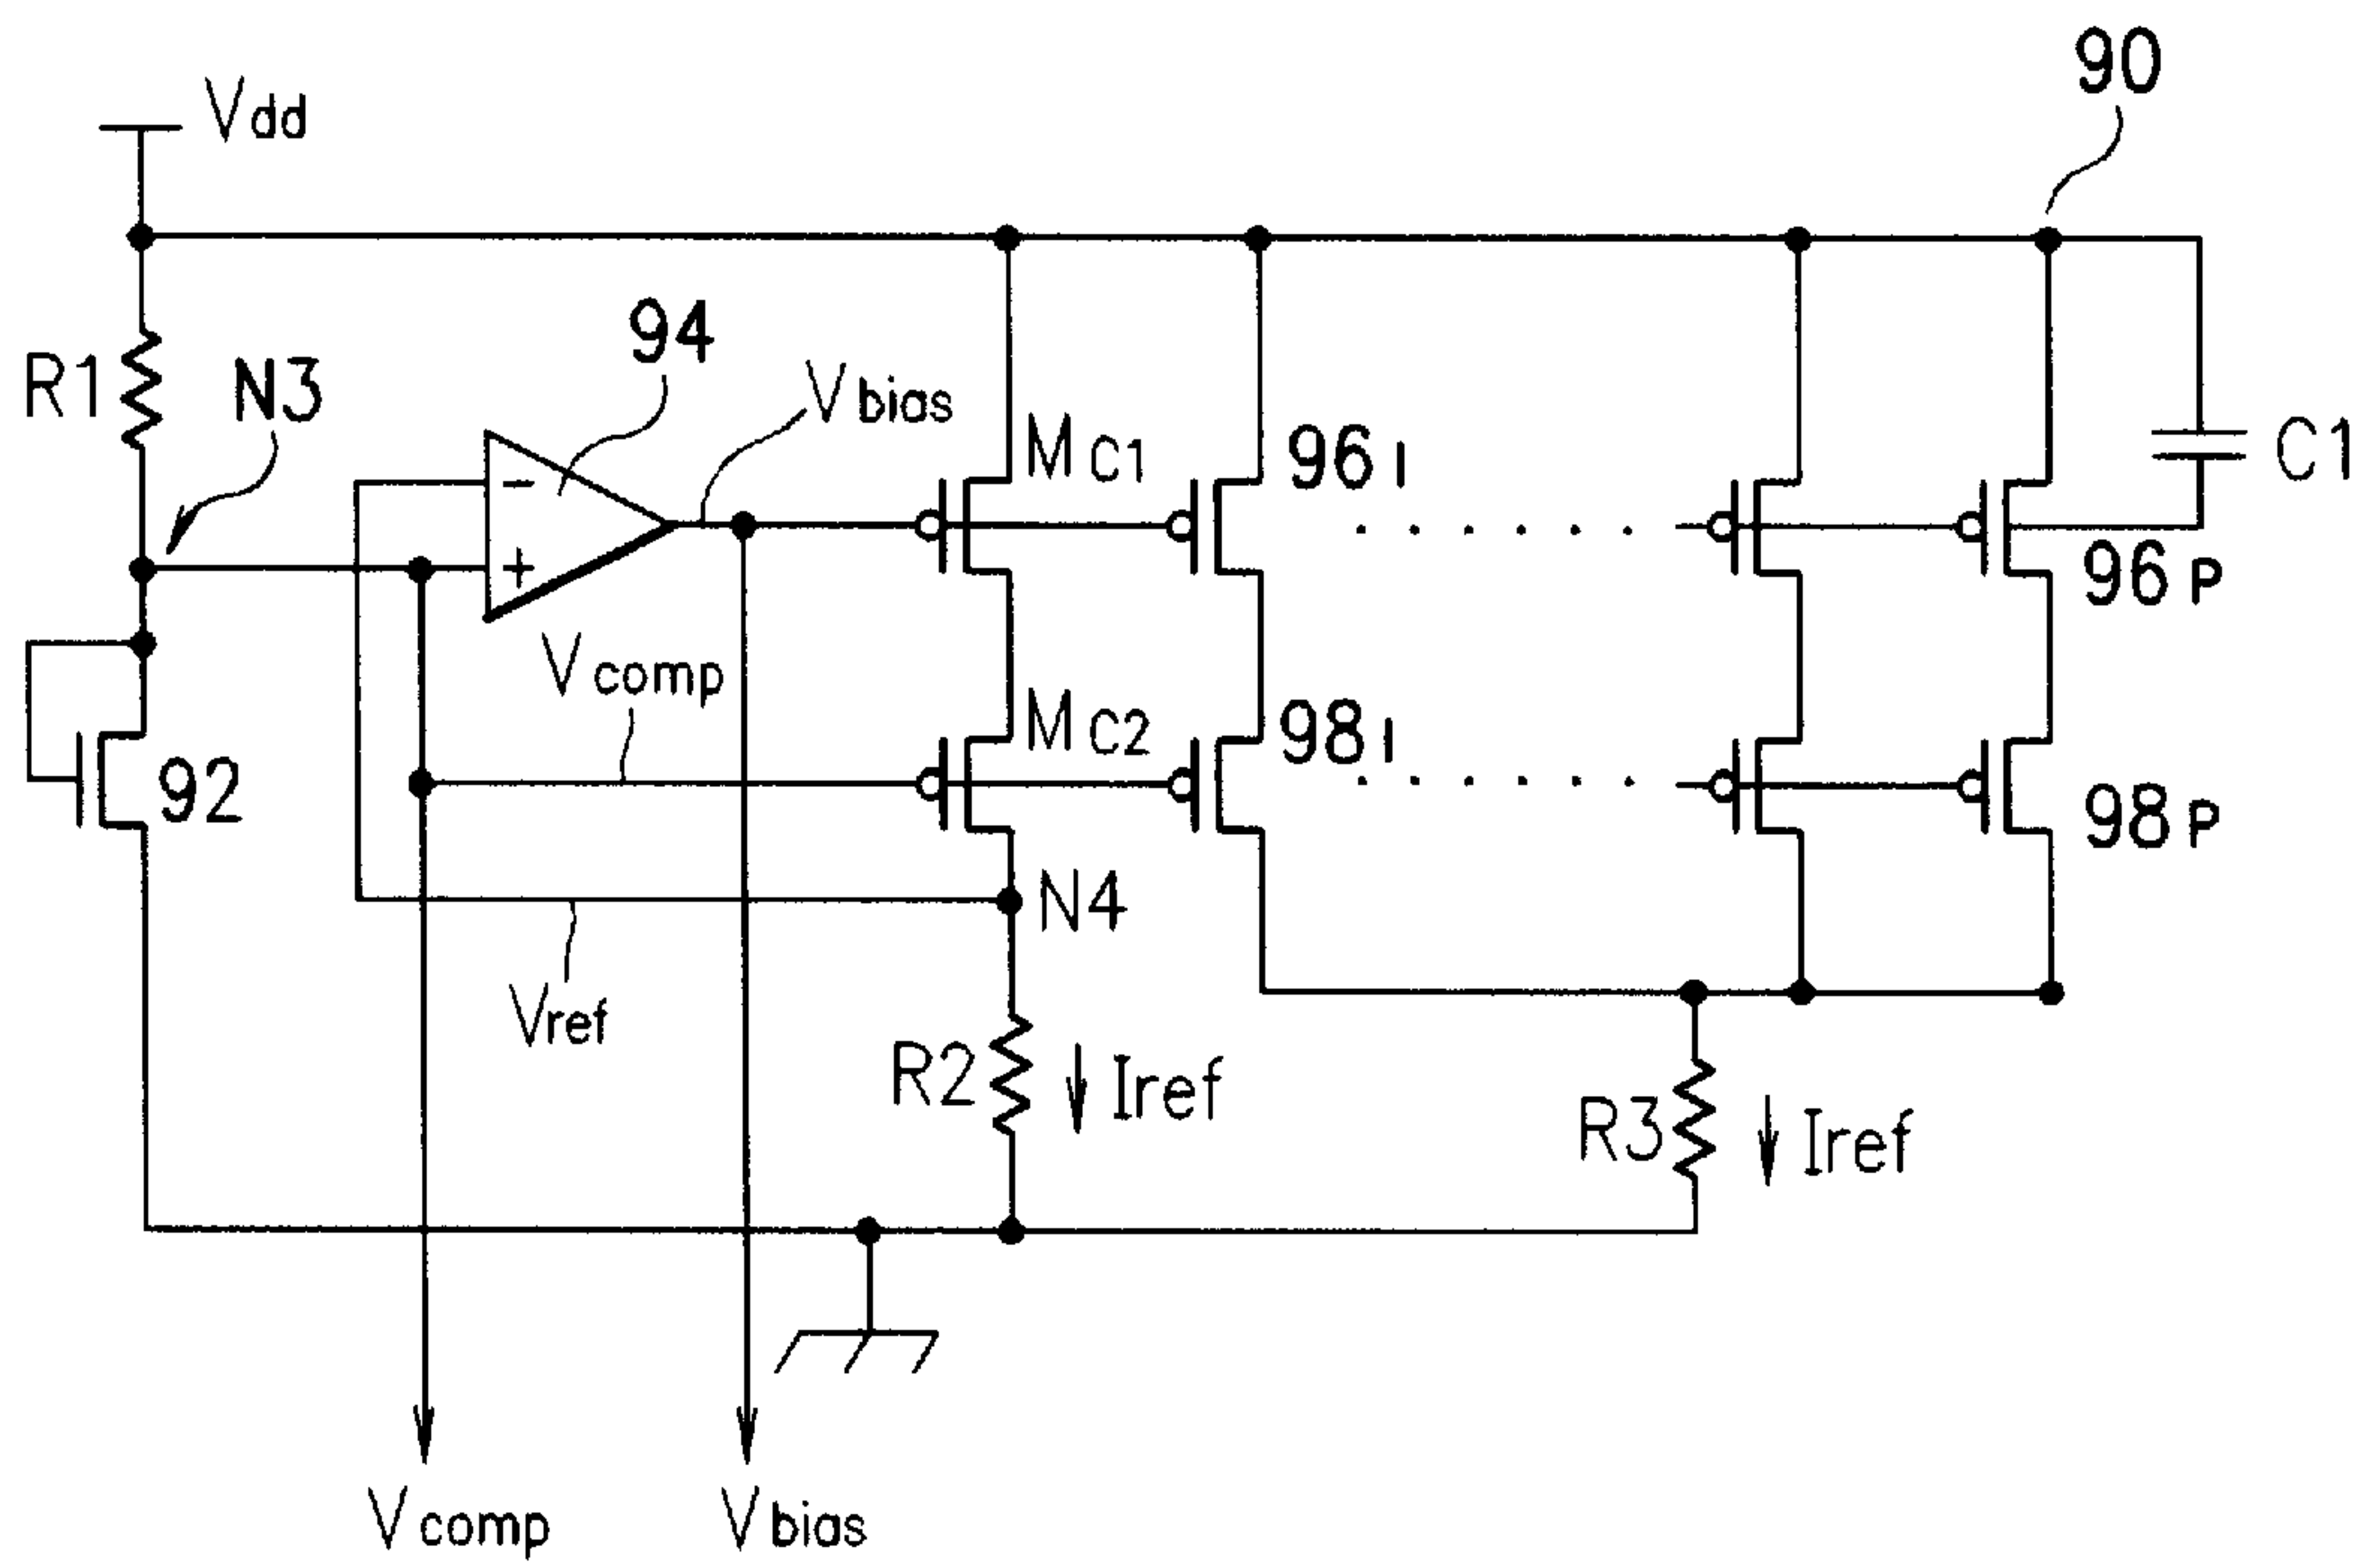 90
Vdd
94
R1
N3
Vbias
MC1
96I
C1
-
+
96P
Vcomp
MC2
98I
92
98P
N4
Vref
R2
Iref
R3
Iref
Vcomp
Vbias